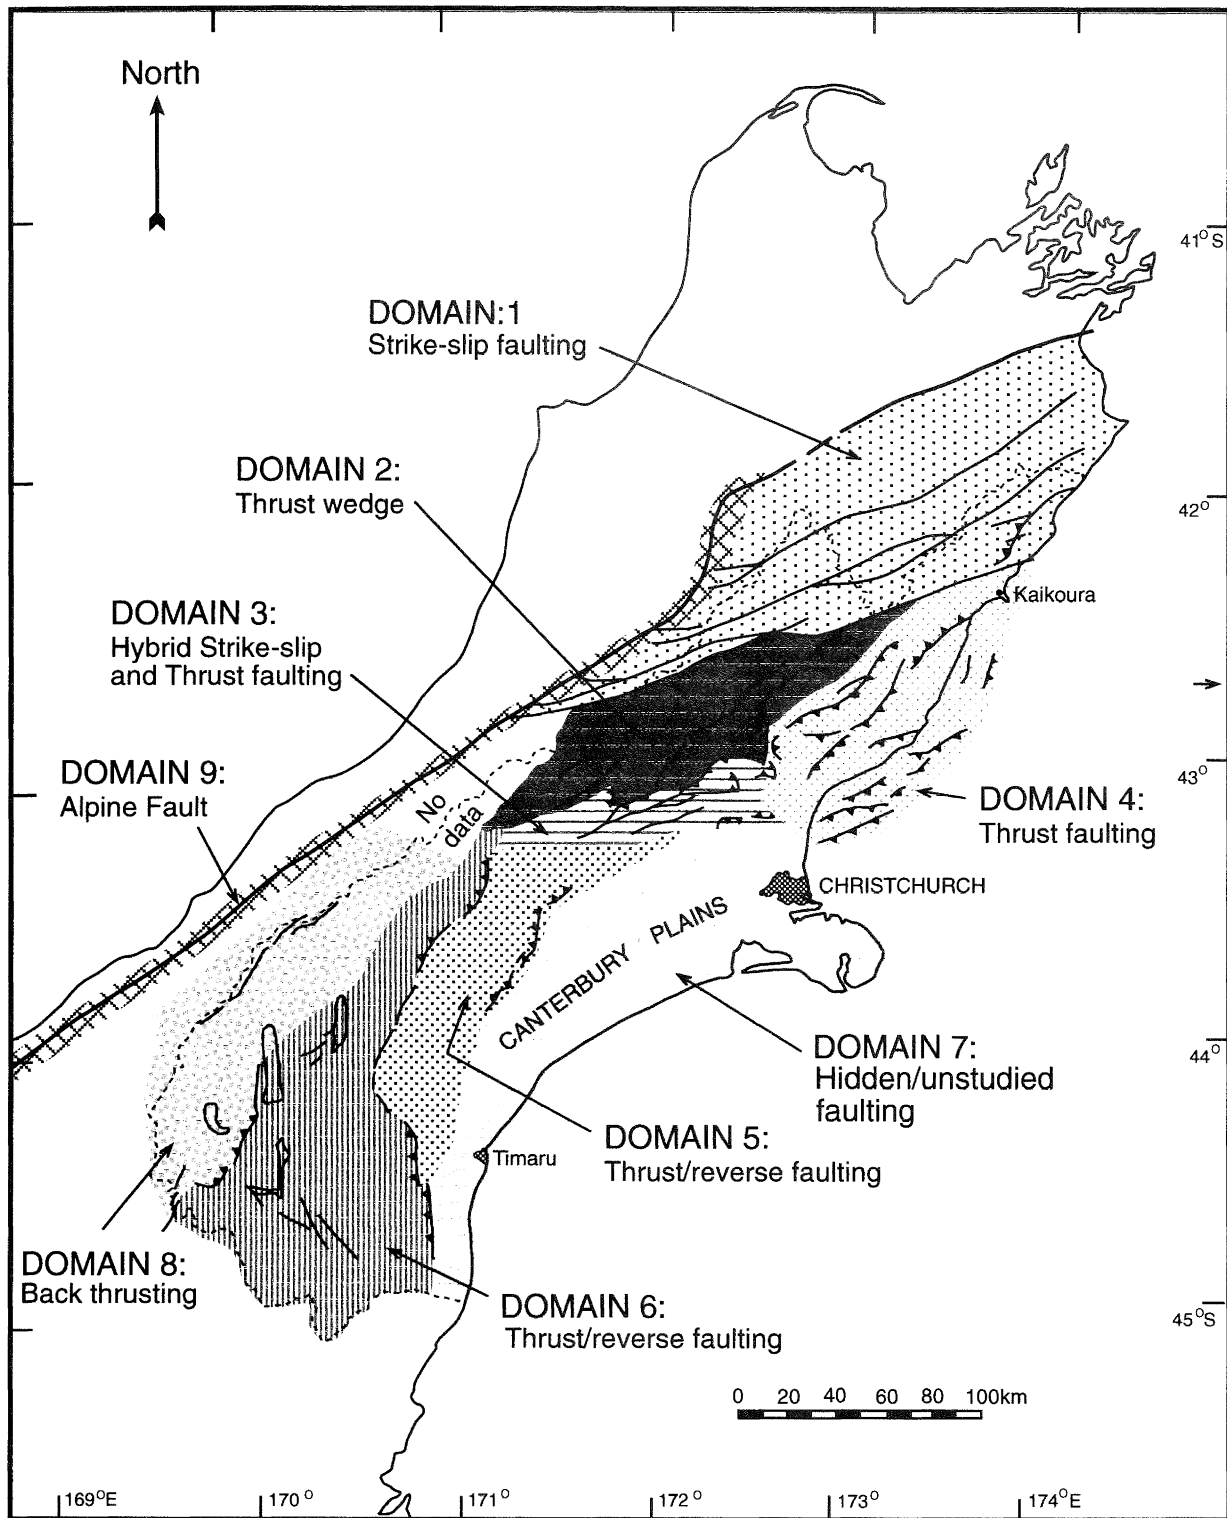 North
41°S
DOMAIN:1
Strike-slip faulting
DOMAIN 2:
Thrust wedge
42°
DOMAIN 3:
Hybrid Strike-slip
and Thrust faulting
Kaikoura
DOMAIN 9:
Alpine Fault
No
data
43°
DOMAIN 4:
Thrust faulting
CHRISTCHURCH
CANTERBURY PLAINS
DOMAIN 7:
Hidden/unstudied
faulting
44°
DOMAIN 5:
Thrust/reverse faulting
Timaru
DOMAIN 8:
Back thrusting
DOMAIN 6:
Thrust/reverse faulting
45°S
0 20 40 60 80 100km
169°E 170° 171° 172° 173° 174°E